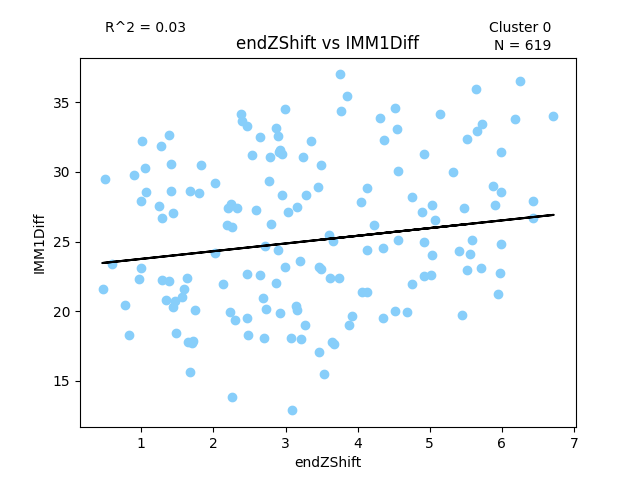 R^2 = 0.03
Cluster 0
N = 619
endZShift vs IMM1Diff
IMM1Diff
35
30
25
20
15
1 2 3 4 5 6 7
endZShift